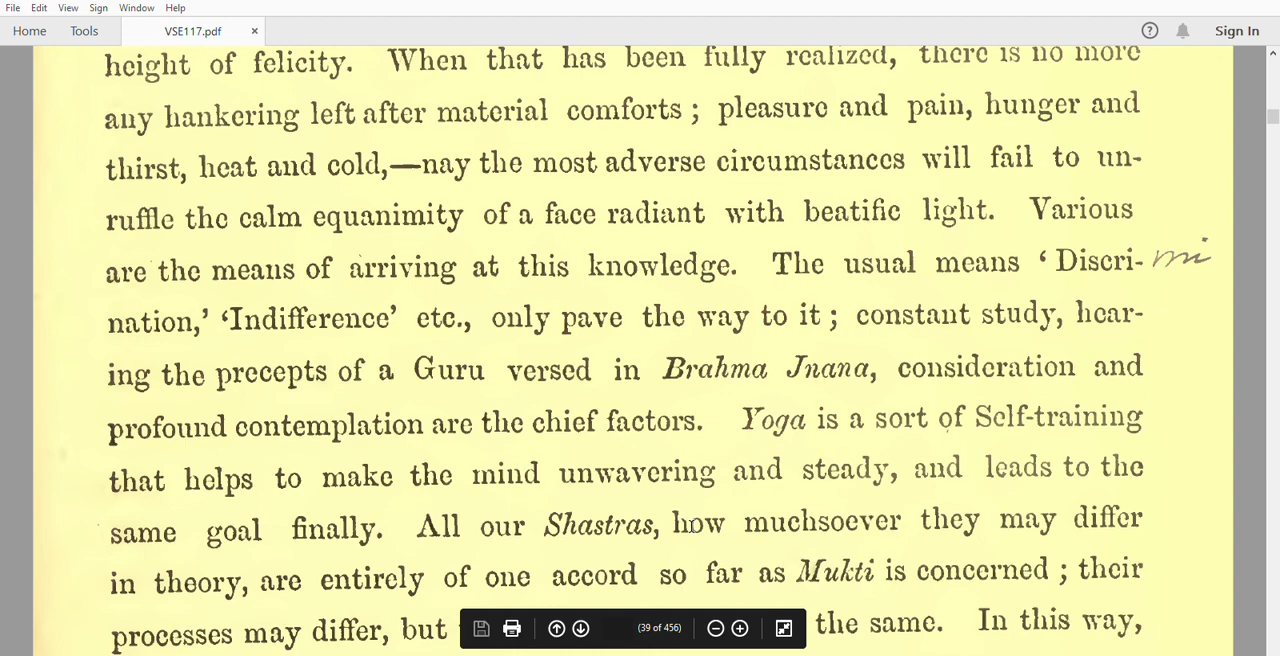 File Edit View Sign Window Help
Home Tools VSE117.pdf × ? Sign In
height of felicity. When that has been fully realized, there is no more
any hankering left after material comforts ; pleasure and pain, hunger and
thirst, heat and cold,—nay the most adverse circumstances will fail to un-
ruffle the calm equanimity of a face radiant with beatific light. Various
are the means of arriving at this knowledge. The usual means ‘ Discri- mi
nation,’ ‘Indifference’ etc., only pave the way to it ; constant study, hear-
ing the precepts of a Guru versed in Brahma Jnana, consideration and
profound contemplation are the chief factors. Yoga is a sort of Self-training
that helps to make the mind unwavering and steady, and leads to the
same goal finally. All our Shastras, how muchsoever they may differ
in theory, are entirely of one accord so far as Mukti is concerned ; their
processes may differ, but the same. In this way,
(39 of 456)